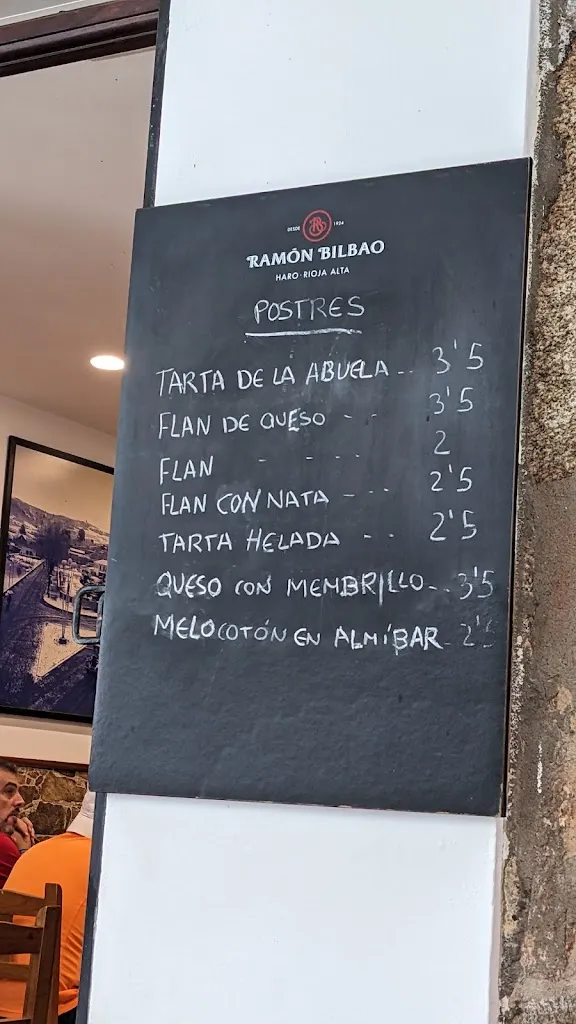 DESDE 1924
RAMÓN BILBAO
HARO · RIOJA ALTA
POSTRES
TARTA DE LA ABUELA .. 3'5
FLAN DE QUESO - - 3'5
FLAN - - -- 2
FLAN CON NATA - -- 2'5
TARTA HELADA -- 2'5
QUESO CON MEMBRILLO -. 3'5
MELOCOTÓN EN ALMÍBAR